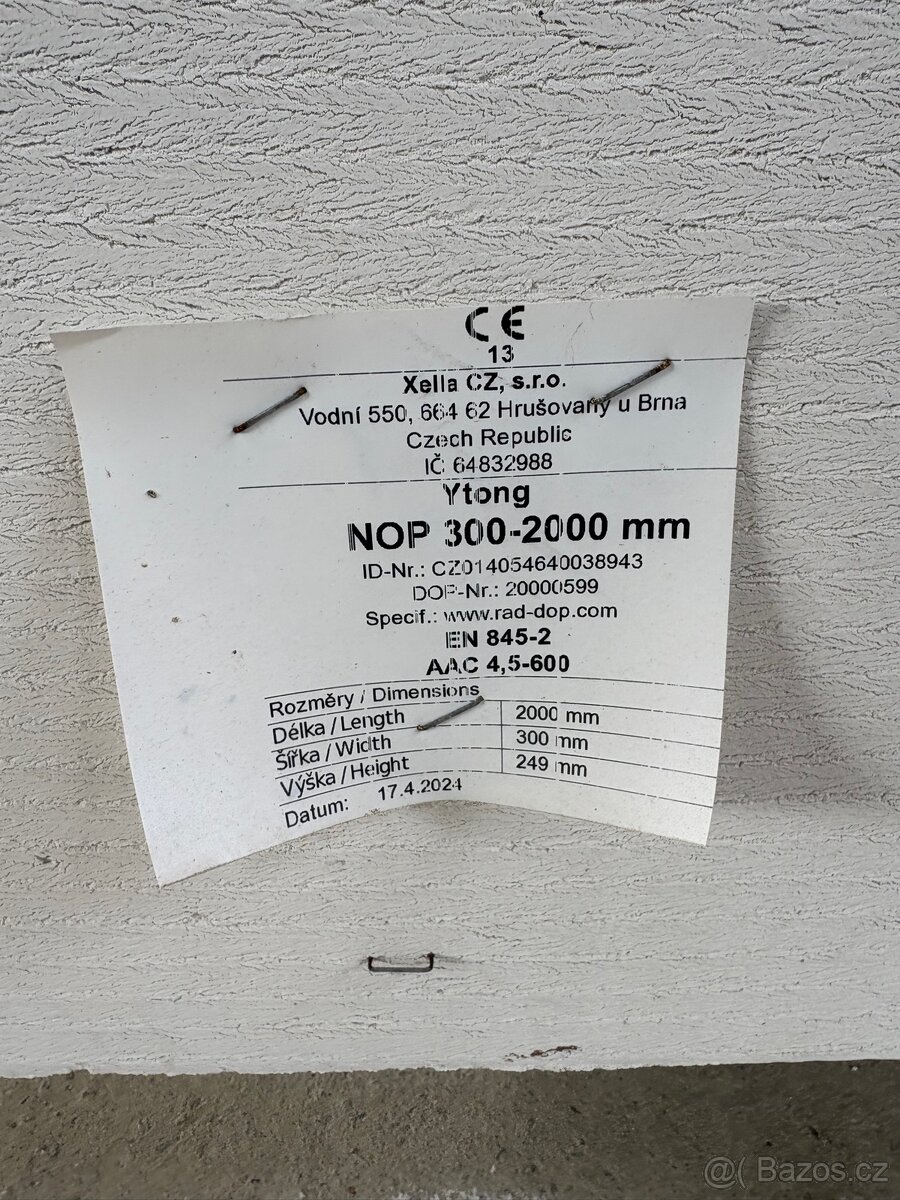 CE
13
Xella CZ, s.r.o.
Vodní 550, 664 62 Hrušovany u Brna
Czech Republic
IČ 64832988
Ytong
NOP 300-2000 mm
ID-Nr.: CZ014054640038943
DOP-Nr.: 20000599
Specif.: www.rad-dop.com
EN 845-2
AAC 4,5-600
Rozměry / Dimensions
Délka / Length 2000 mm
Šířka / Width 300 mm
Výška / Height 249 mm
Datum: 17.4.2024
@( Bazos.cz